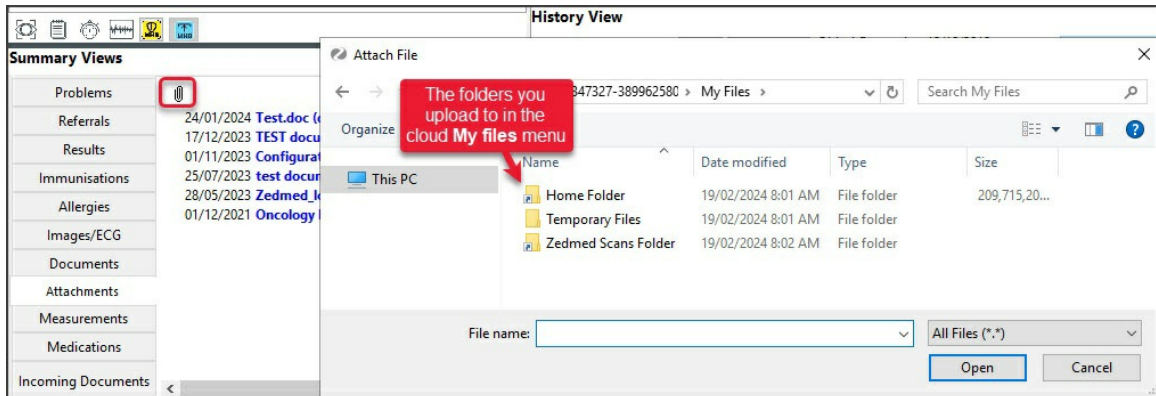 History View
Summary Views
Problems
Referrals
Results
Immunisations
Allergies
Images/ECG
Documents
Attachments
Measurements
Medications
Incoming Documents
24/01/2024 Test.doc
17/12/2023 TEST
01/11/2023
25/07/2023 test
28/05/2023
01/12/2021 Oncology
Attach File
347327-389962580 > My Files >
Search My Files
The folders you
upload to in the
cloud My files menu
Organize
This PC
Name Date modified Type Size
Home Folder 19/02/2024 8:01 AM File folder 209,715,20...
Temporary Files 19/02/2024 8:01 AM File folder
Zedmed Scans Folder 19/02/2024 8:02 AM File folder
File name:
All Files (*.*)
Open Cancel